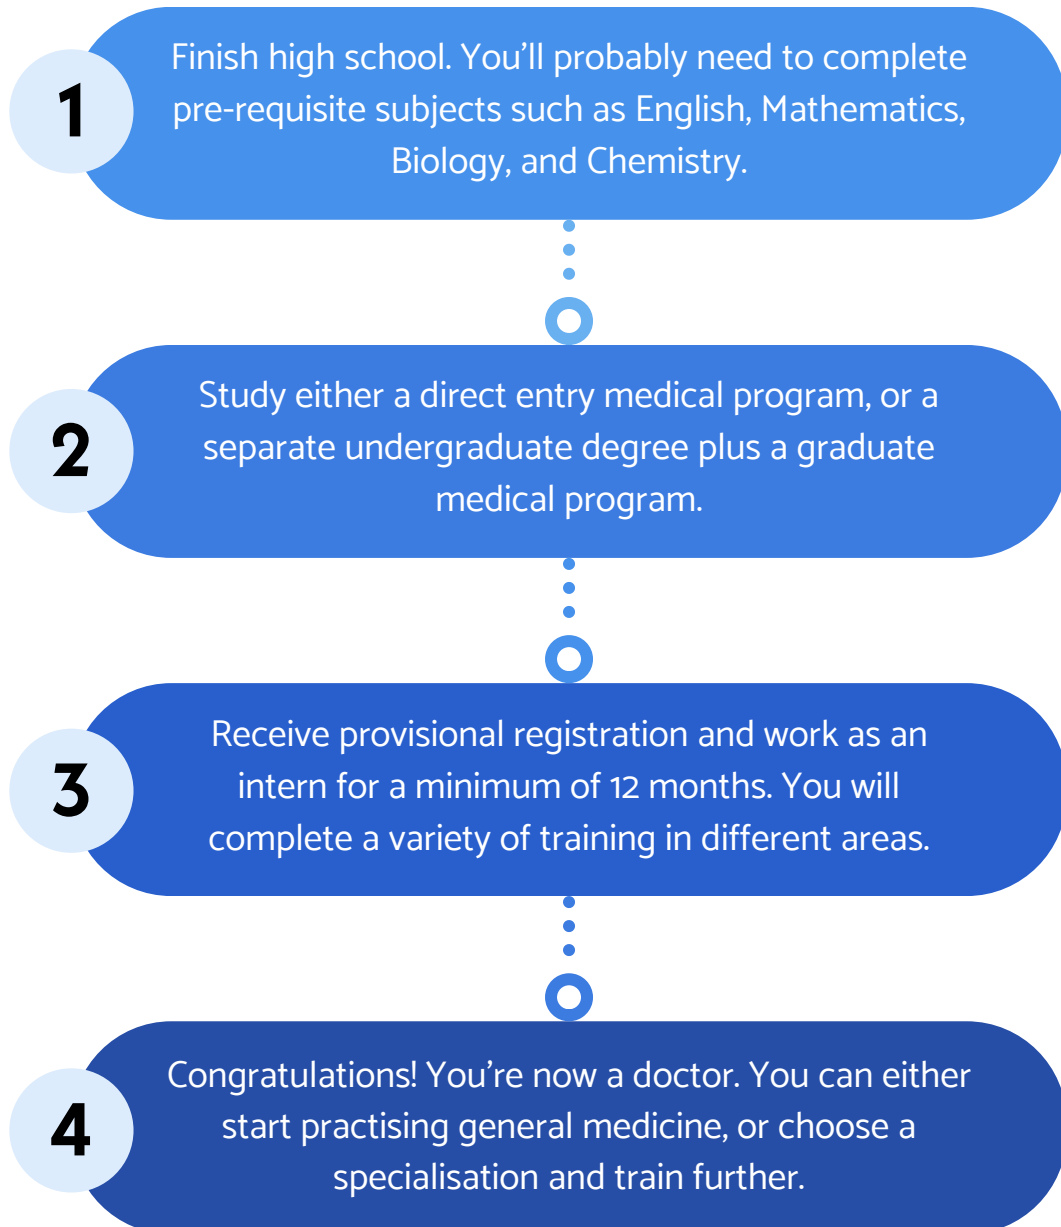 1
Finish high school. You’ll probably need to complete
pre-requisite subjects such as English, Mathematics,
Biology, and Chemistry.
2
Study either a direct entry medical program, or a
separate undergraduate degree plus a graduate
medical program.
3
Receive provisional registration and work as an
intern for a minimum of 12 months. You will
complete a variety of training in different areas.
4
Congratulations! You’re now a doctor. You can either
start practising general medicine, or choose a
specialisation and train further.